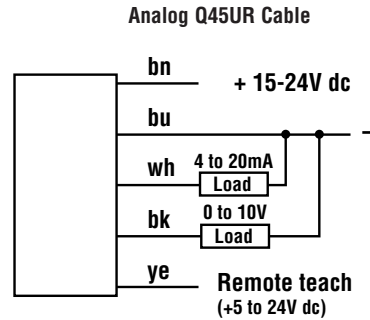 Analog Q45UR Cable
bn
+ 15-24V dc
bu
–
wh
4 to 20mA
Load
0 to 10V
bk
Load
ye
Remote teach
(+5 to 24V dc)